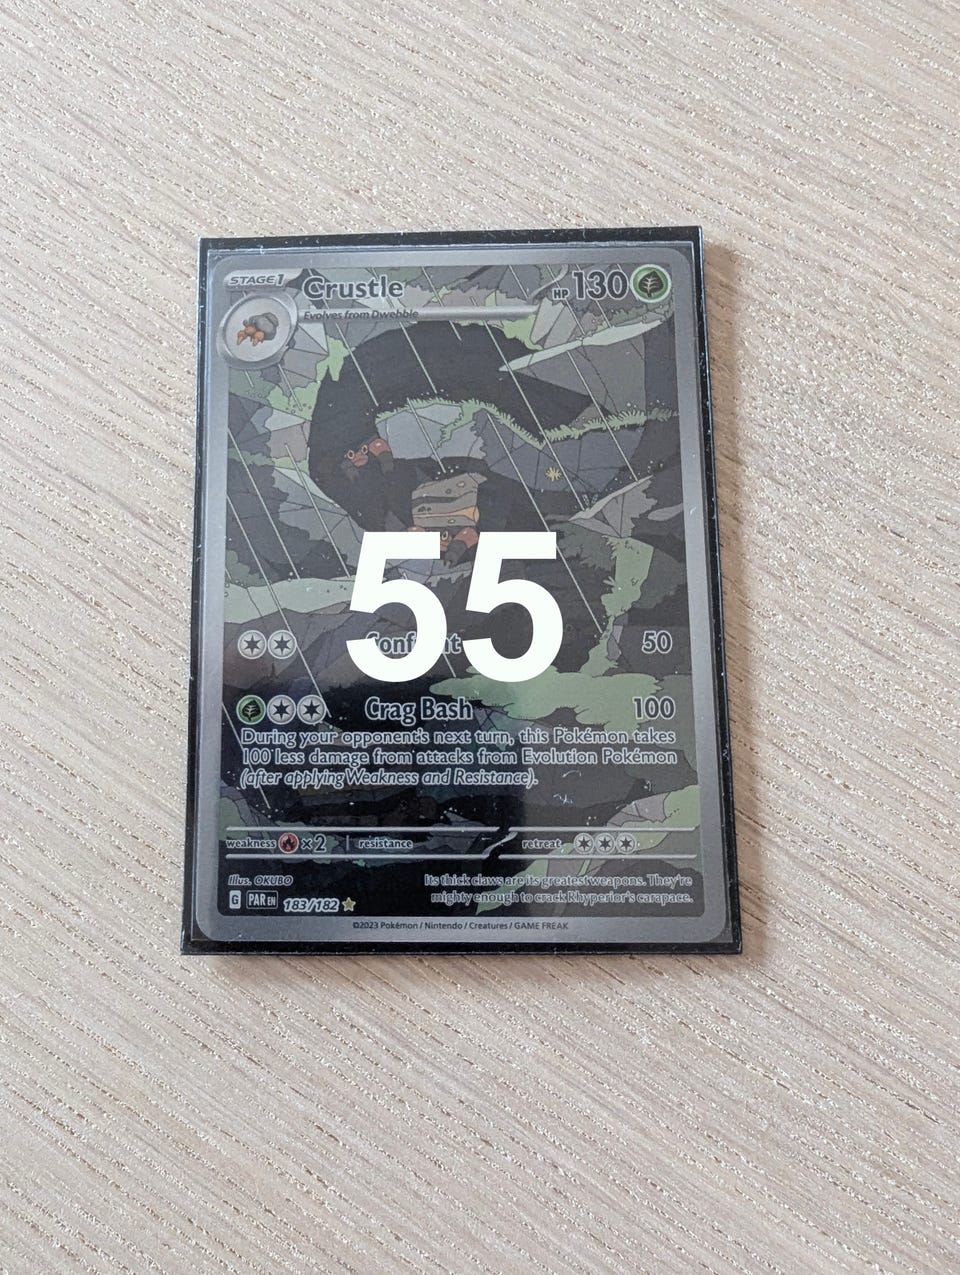 STAGE 1 Crustle HP 130
Evolves from Dwebble
55
50
Crag Bash 100
During your opponent's next turn, this Pokémon takes
100 less damage from attacks from Evolution Pokémon
(after applying Weakness and Resistance).
weakness x2 resistance retreat
Illus. OKUBO
Its thick claws are its greatest weapons. They're
mighty enough to crack Rhyperior's carapace.
G PAR EN 183/182
©2023 Pokémon / Nintendo / Creatures / GAME FREAK